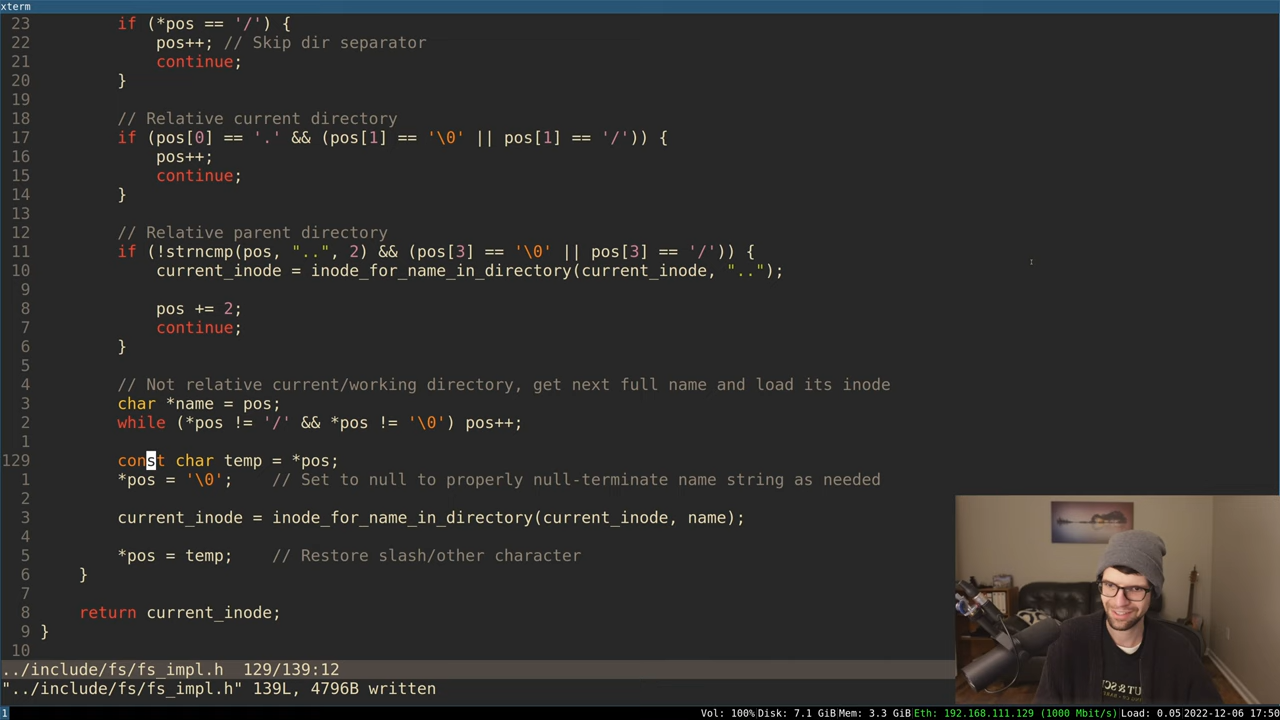 xterm
23 if (*pos == '/') {
22 pos++; // Skip dir separator
21 continue;
20 }
19
18 // Relative current directory
17 if (pos[0] == '.' && (pos[1] == '\0' || pos[1] == '/')) {
16 pos++;
15 continue;
14 }
13
12 // Relative parent directory
11 if (!strncmp(pos, "..", 2) && (pos[3] == '\0' || pos[3] == '/')) {
10 current_inode = inode_for_name_in_directory(current_inode, "..");
9
8 pos += 2;
7 continue;
6 }
5
4 // Not relative current/working directory, get next full name and load its inode
3 char *name = pos;
2 while (*pos != '/' && *pos != '\0') pos++;
1
129 const char temp = *pos;
1 *pos = '\0'; // Set to null to properly null-terminate name string as needed
2
3 current_inode = inode_for_name_in_directory(current_inode, name);
4
5 *pos = temp; // Restore slash/other character
6 }
7
8 return current_inode;
9 }
10
../include/fs/fs_impl.h 129/139:12
"../include/fs/fs_impl.h" 139L, 4796B written
1 Vol: 100% Disk: 7.1 GiB Mem: 3.3 GiB Eth: 192.168.111.129 (1000 Mbit/s) Load: 0.05 2022-12-06 17:50